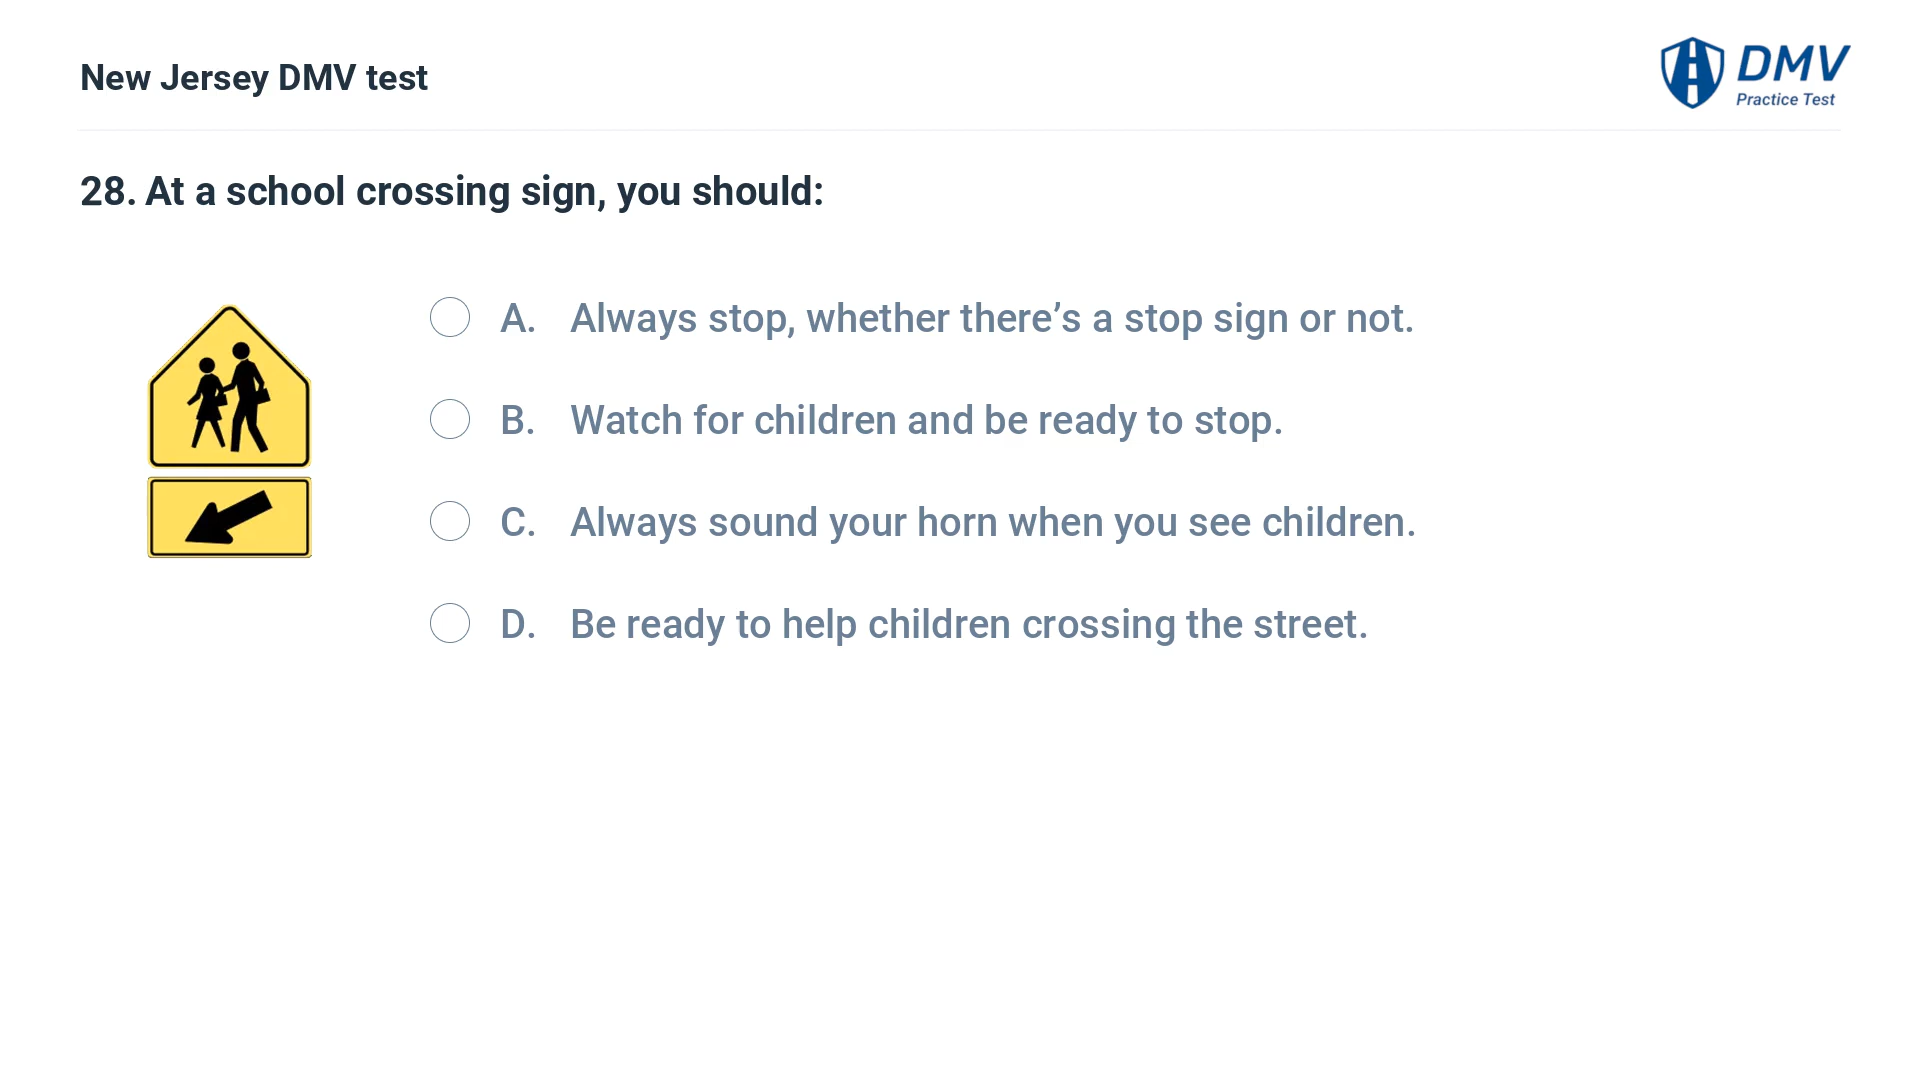 New Jersey DMV test
DMV
Practice Test
28. At a school crossing sign, you should:
A. Always stop, whether there’s a stop sign or not.
B. Watch for children and be ready to stop.
C. Always sound your horn when you see children.
D. Be ready to help children crossing the street.